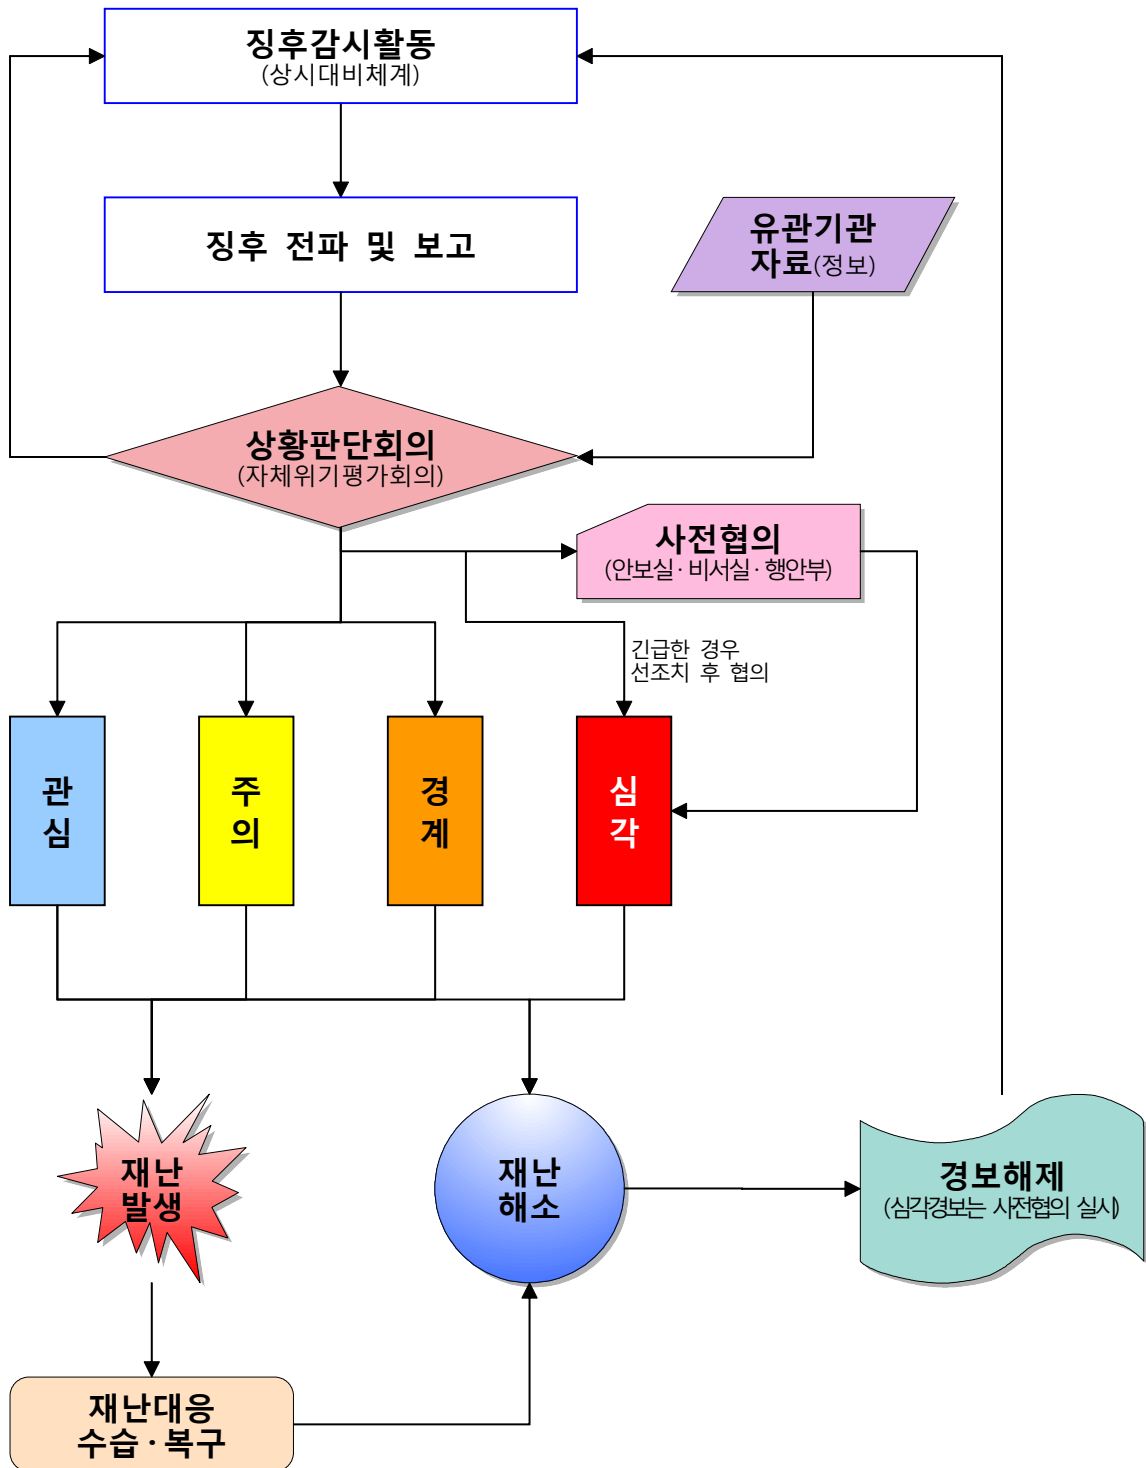 징후감시활동
(상시대비체계)
징후 전파 및 보고
유관기관
자료(정보)
상황판단회의
(자체위기평가회의)
사전협의
(안보실·비서실·행안부)
긴급한 경우
선조치 후 협의
관
심
주
의
경
계
심
각
재난
발생
재난
해소
경보해제
(심각경보는 사전협의 실시)
재난대응
수습·복구